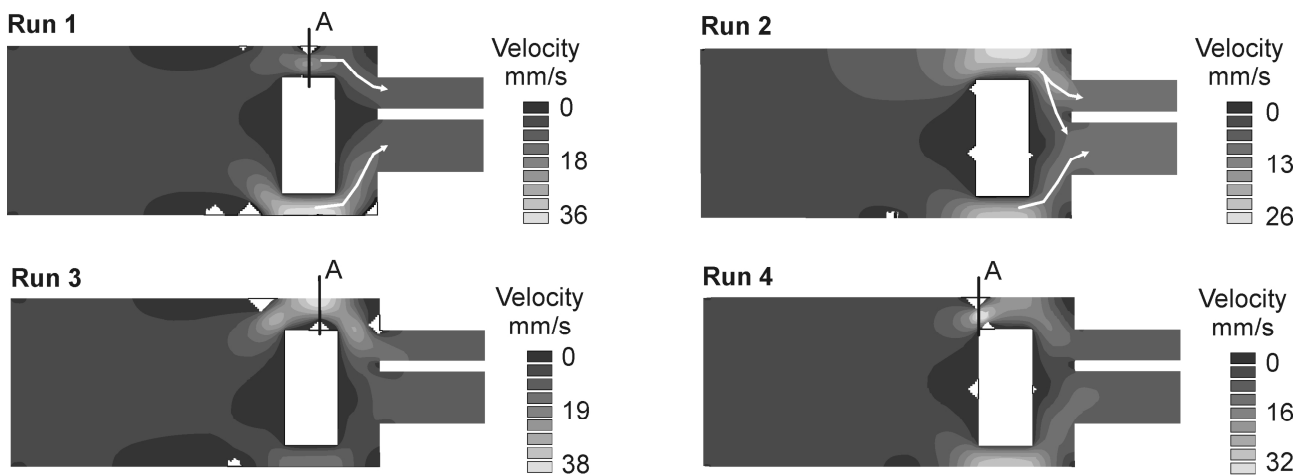 Run 1
A
Velocity
mm/s
0
18
36
Run 2
Velocity
mm/s
0
13
26
Run 3
A
Velocity
mm/s
0
19
38
Run 4
A
Velocity
mm/s
0
16
32